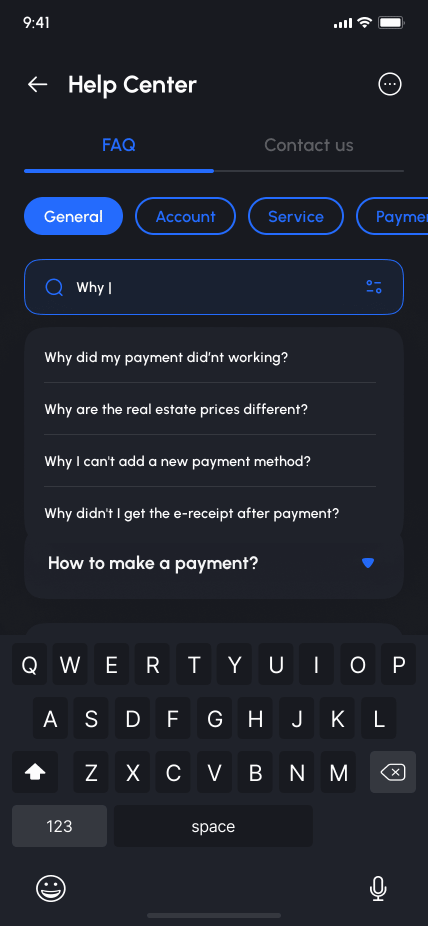 9:41
Help Center
FAQ
Contact us
General
Account
Service
Payme
Why |
Why did my payment did’nt working?
Why are the real estate prices different?
Why I can't add a new payment method?
Why didn't I get the e-receipt after payment?
How to make a payment?
Q W E R T Y U I O P
A S D F G H J K L
Z X C V B N M
123
space